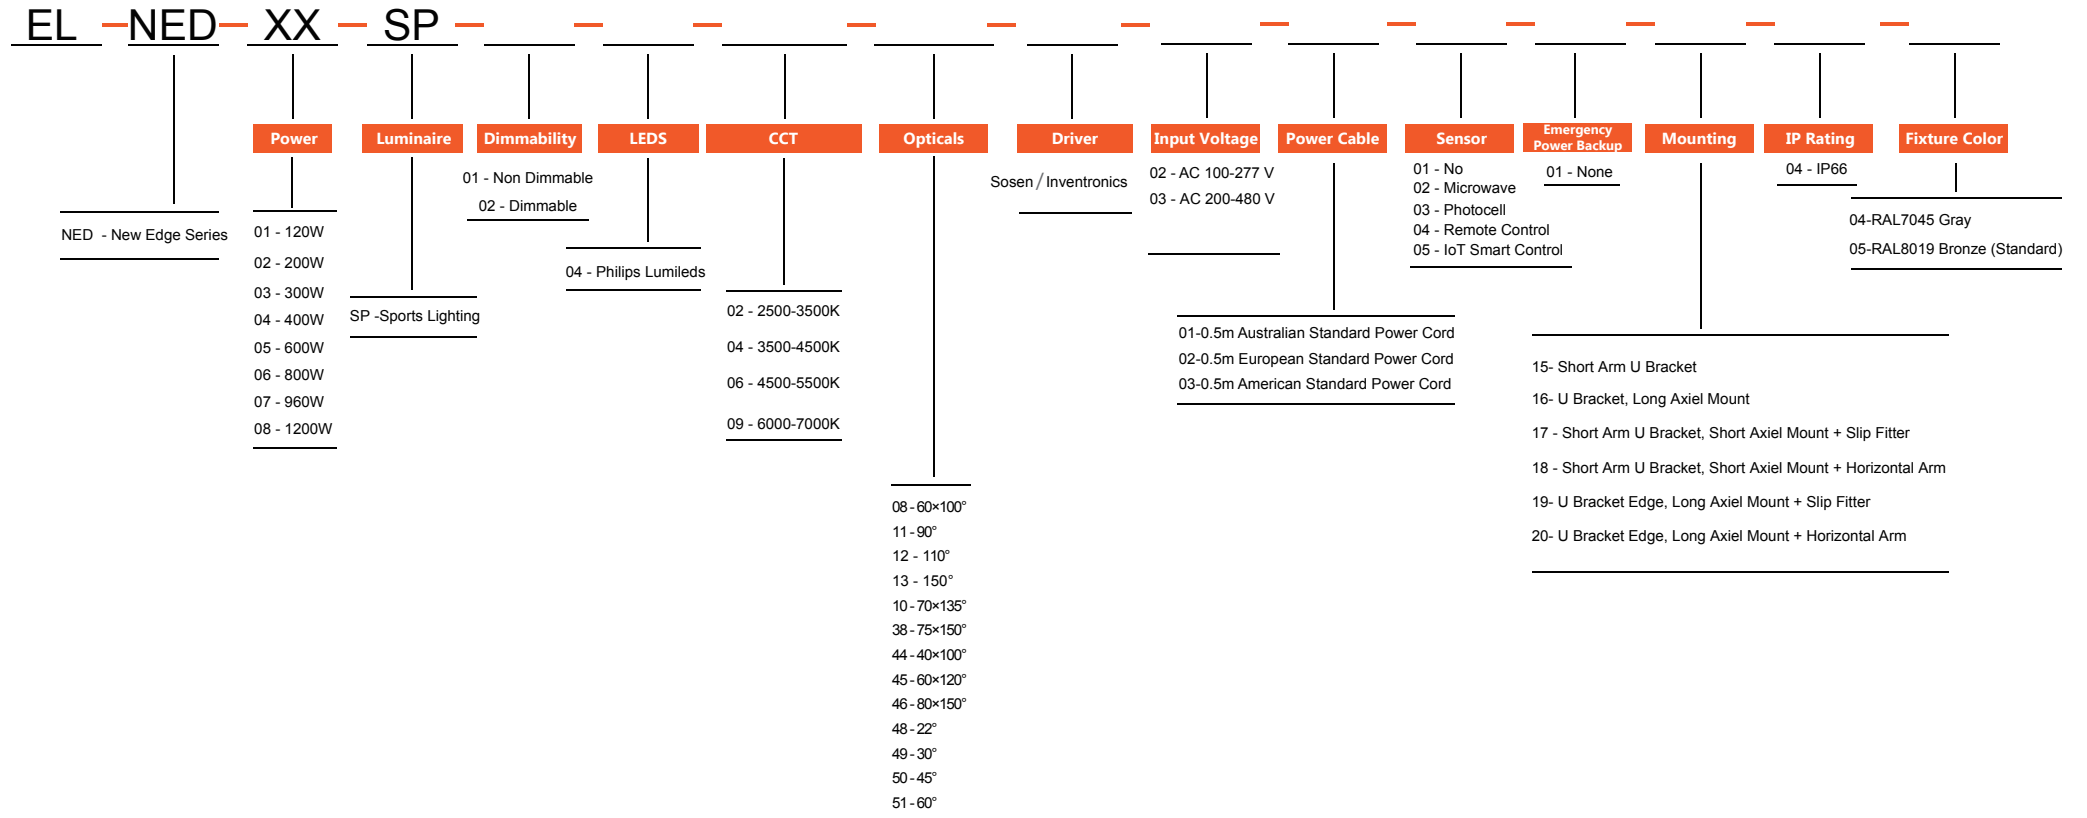 EL NED XX SP
Power
Luminaire
Dimmability
LEDS
CCT
Opticals
Driver
Input Voltage
Power Cable
Sensor
Emergency
Power Backup
Mounting
IP Rating
Fixture Color
NED - New Edge Series
01 - 120W
02 - 200W
03 - 300W
04 - 400W
05 - 600W
06 - 800W
07 - 960W
08 - 1200W
SP -Sports Lighting
01 - Non Dimmable
02 - Dimmable
04 - Philips Lumileds
02 - 2500-3500K
04 - 3500-4500K
06 - 4500-5500K
09 - 6000-7000K
08 - 60×100°
11 - 90°
12 - 110°
13 - 150°
10 - 70×135°
38 - 75×150°
44 - 40×100°
45 - 60×120°
46 - 80×150°
48 - 22°
49 - 30°
50 - 45°
51 - 60°
Sosen / Inventronics
02 - AC 100-277 V
03 - AC 200-480 V
01-0.5m Australian Standard Power Cord
02-0.5m European Standard Power Cord
03-0.5m American Standard Power Cord
01 - No
02 - Microwave
03 - Photocell
04 - Remote Control
05 - IoT Smart Control
01 - None
15- Short Arm U Bracket
16- U Bracket, Long Axiel Mount
17 - Short Arm U Bracket, Short Axiel Mount + Slip Fitter
18 - Short Arm U Bracket, Short Axiel Mount + Horizontal Arm
19- U Bracket Edge, Long Axiel Mount + Slip Fitter
20- U Bracket Edge, Long Axiel Mount + Horizontal Arm
04 - IP66
04-RAL7045 Gray
05-RAL8019 Bronze (Standard)